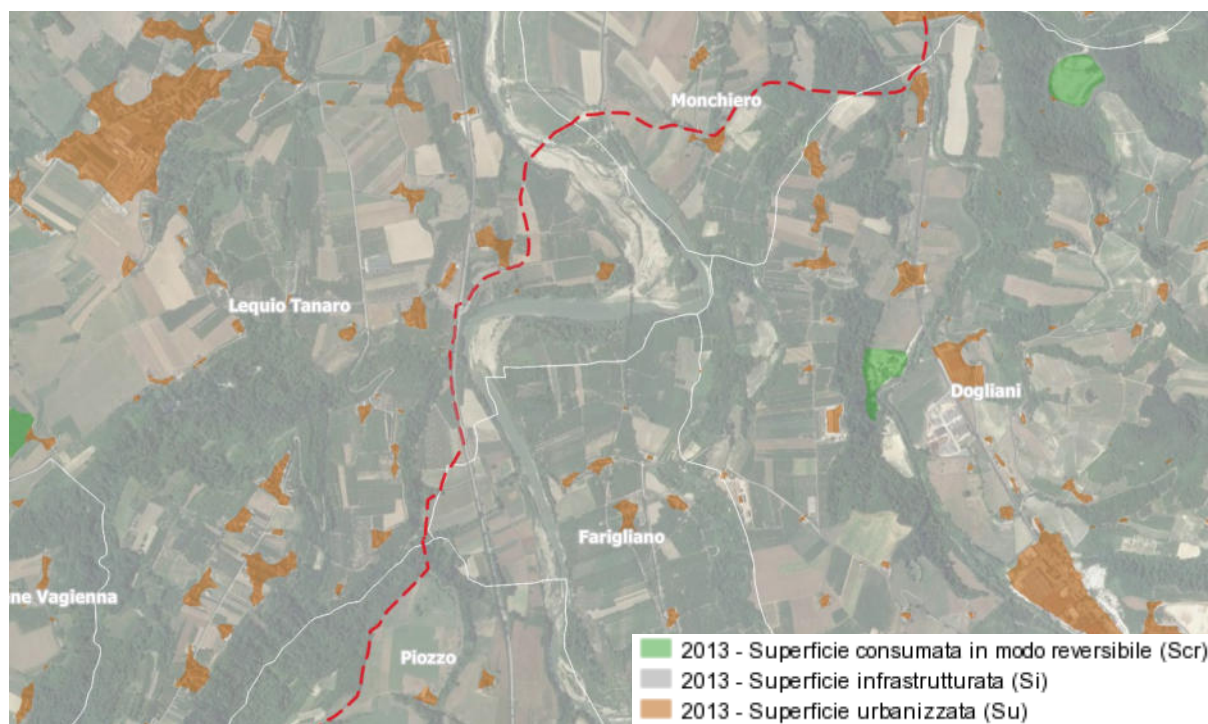 Monchiero
Lequio Tanaro
Dogliani
Farigliano
ne Vagienna
Piozzo
2013 - Superficie consumata in modo reversibile (Scr)
2013 - Superficie infrastrutturata (Si)
2013 - Superficie urbanizzata (Su)